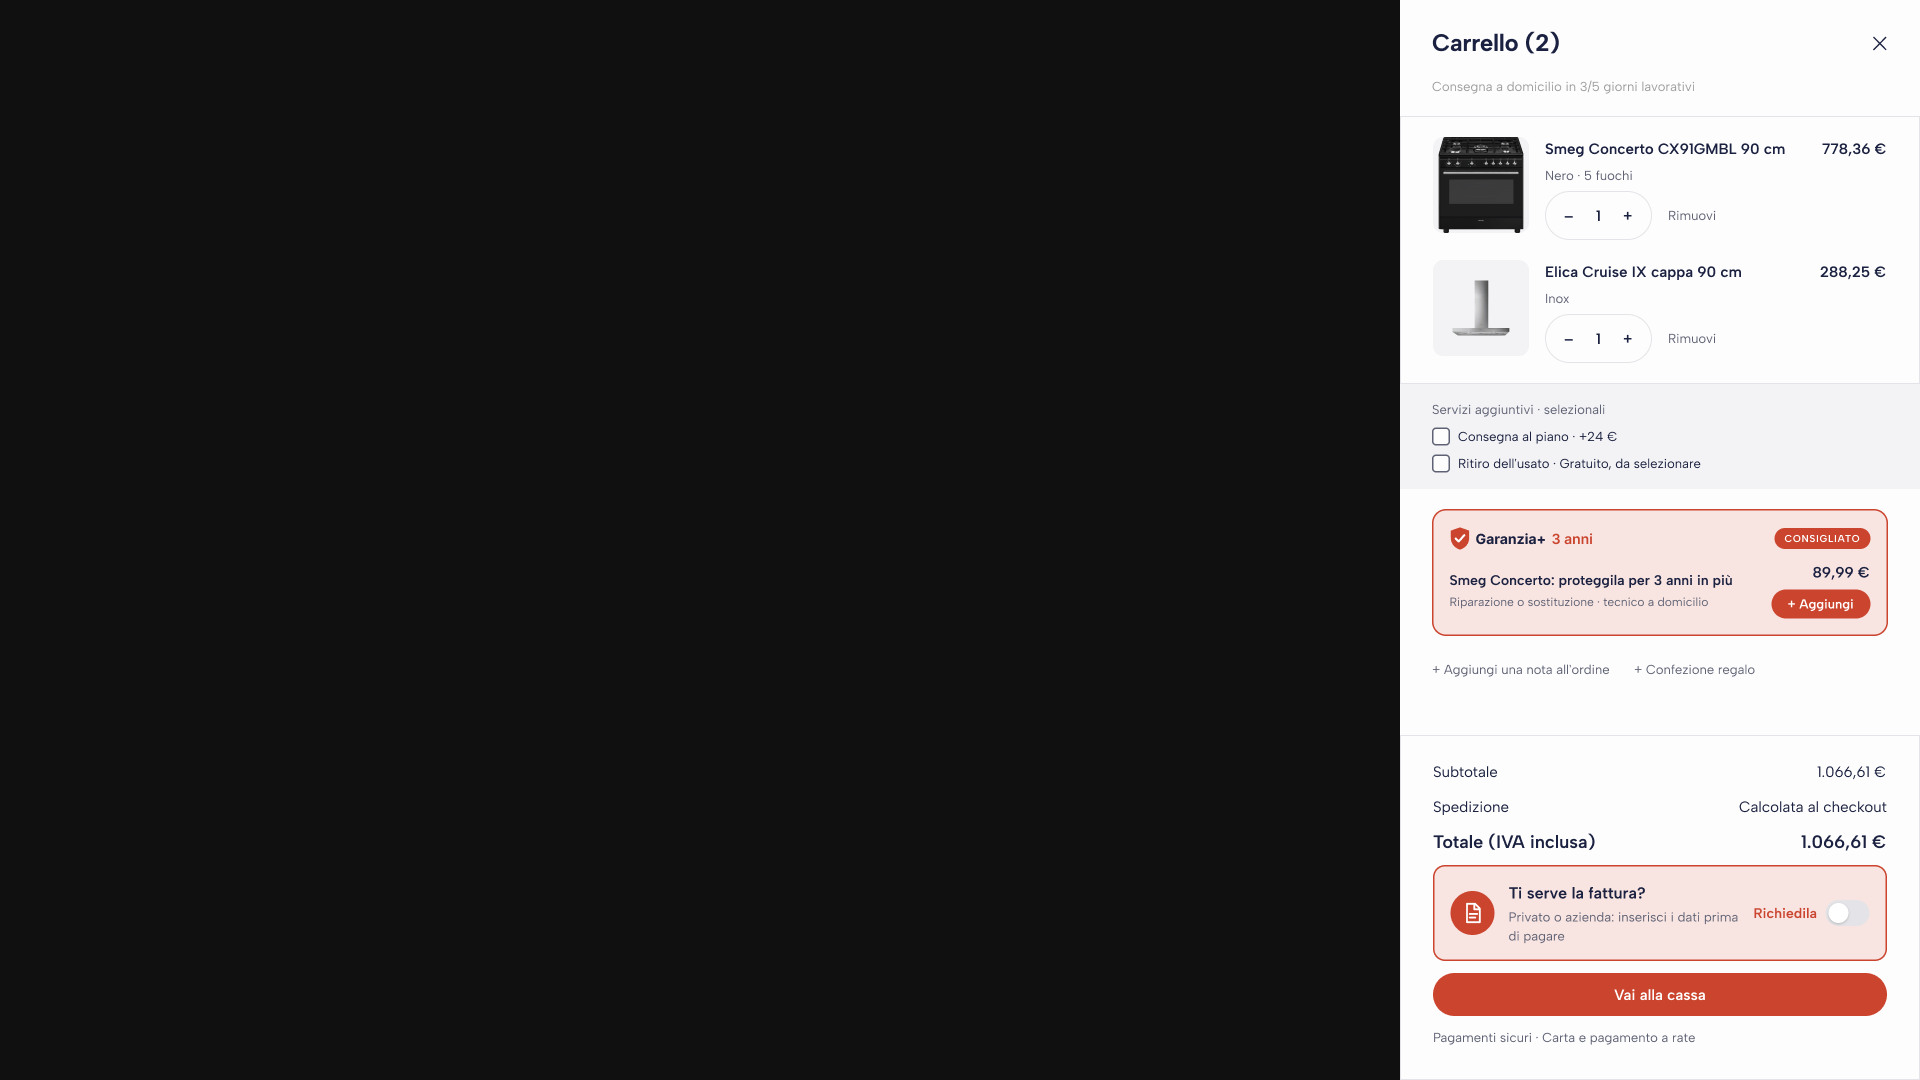 Carrello (2)
Consegna a domicilio in 3/5 giorni lavorativi
Smeg Concerto CX91GMBL 90 cm 778,36 €
Nero · 5 fuochi
– 1 + Rimuovi
Elica Cruise IX cappa 90 cm 288,25 €
Inox
– 1 + Rimuovi
Servizi aggiuntivi · selezionali
Consegna al piano · +24 €
Ritiro dell'usato · Gratuito, da selezionare
Garanzia+ 3 anni CONSIGLIATO
89,99 €
Smeg Concerto: proteggila per 3 anni in più
Riparazione o sostituzione · tecnico a domicilio
+ Aggiungi
+ Aggiungi una nota all'ordine + Confezione regalo
Subtotale 1.066,61 €
Spedizione Calcolata al checkout
Totale (IVA inclusa) 1.066,61 €
Ti serve la fattura?
Privato o azienda: inserisci i dati prima
di pagare
Richiedila
Vai alla cassa
Pagamenti sicuri · Carta e pagamento a rate